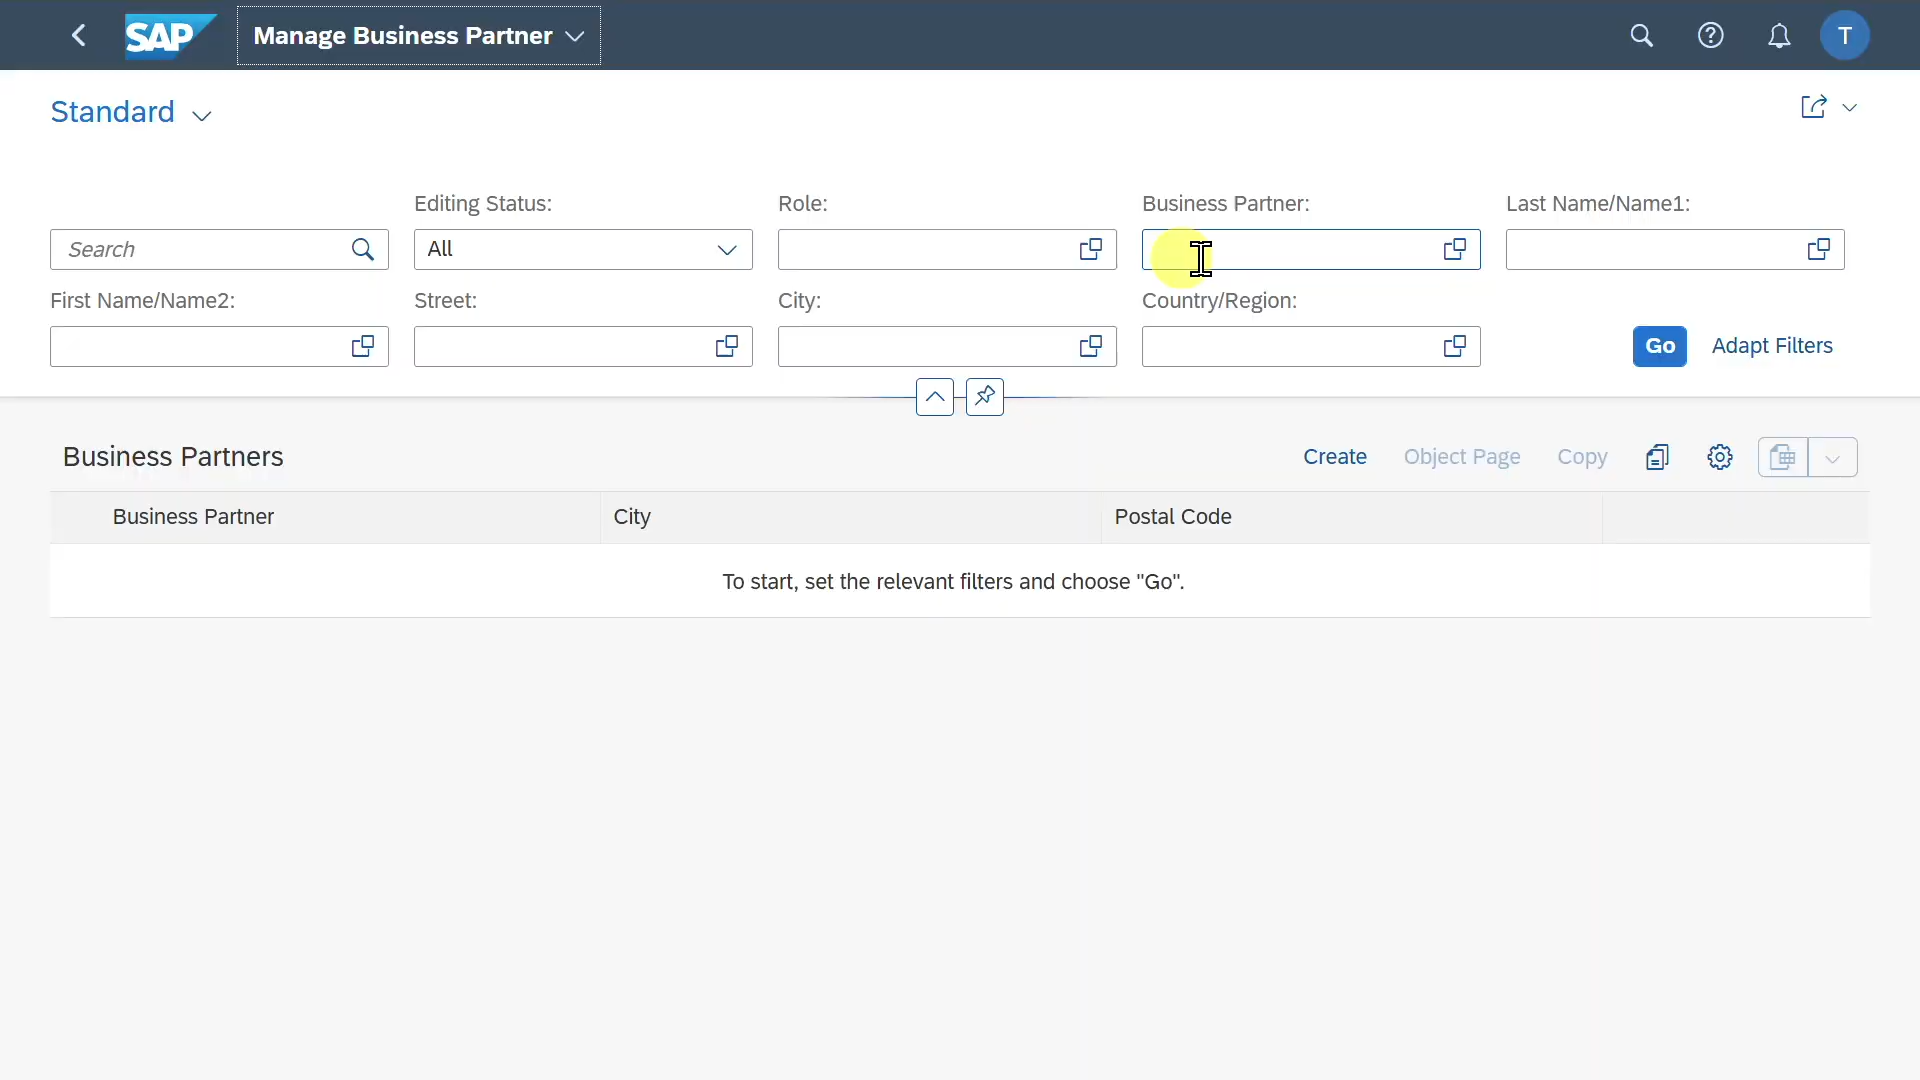 SAP Manage Business Partner T
Standard
Editing Status: Role: Business Partner: Last Name/Name1:
Search All
First Name/Name2: Street: City: Country/Region:
Go Adapt Filters
Business Partners Create Object Page Copy
Business Partner City Postal Code
To start, set the relevant filters and choose "Go".